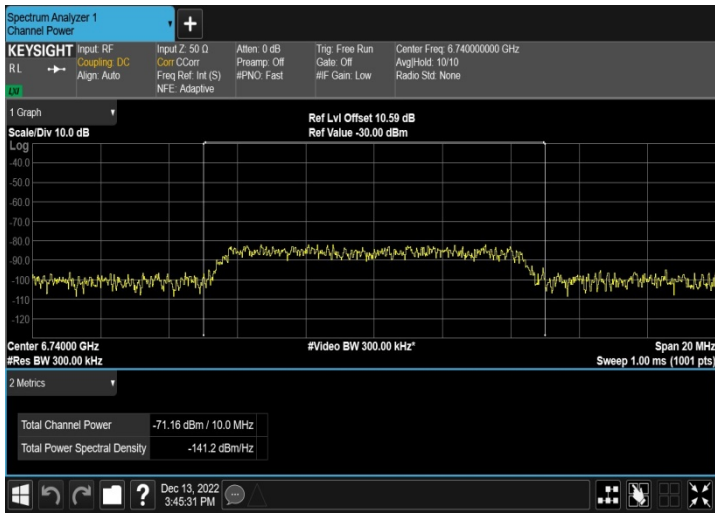 Spectrum Analyzer 1
Channel Power
+
KEYSIGHT
RL
LXI
Input: RF
Coupling: DC
Align: Auto
Input Z: 50 Ω
Corr CCorr
Freq Ref: Int (S)
NFE: Adaptive
Atten: 0 dB
Preamp: Off
#PNO: Fast
Trig: Free Run
Gate: Off
#IF Gain: Low
Center Freq: 6.740000000 GHz
Avg|Hold: 10/10
Radio Std: None
1 Graph
Scale/Div 10.0 dB
Ref Lvl Offset 10.59 dB
Ref Value -30.00 dBm
Log
-40.0
-50.0
-60.0
-70.0
-80.0
-90.0
-100
-110
-120
Center 6.74000 GHz
#Res BW 300.00 kHz
#Video BW 300.00 kHz*
Span 20 MHz
Sweep 1.00 ms (1001 pts)
2 Metrics
Total Channel Power -71.16 dBm / 10.0 MHz
Total Power Spectral Density -141.2 dBm/Hz
?
Dec 13, 2022
3:45:31 PM